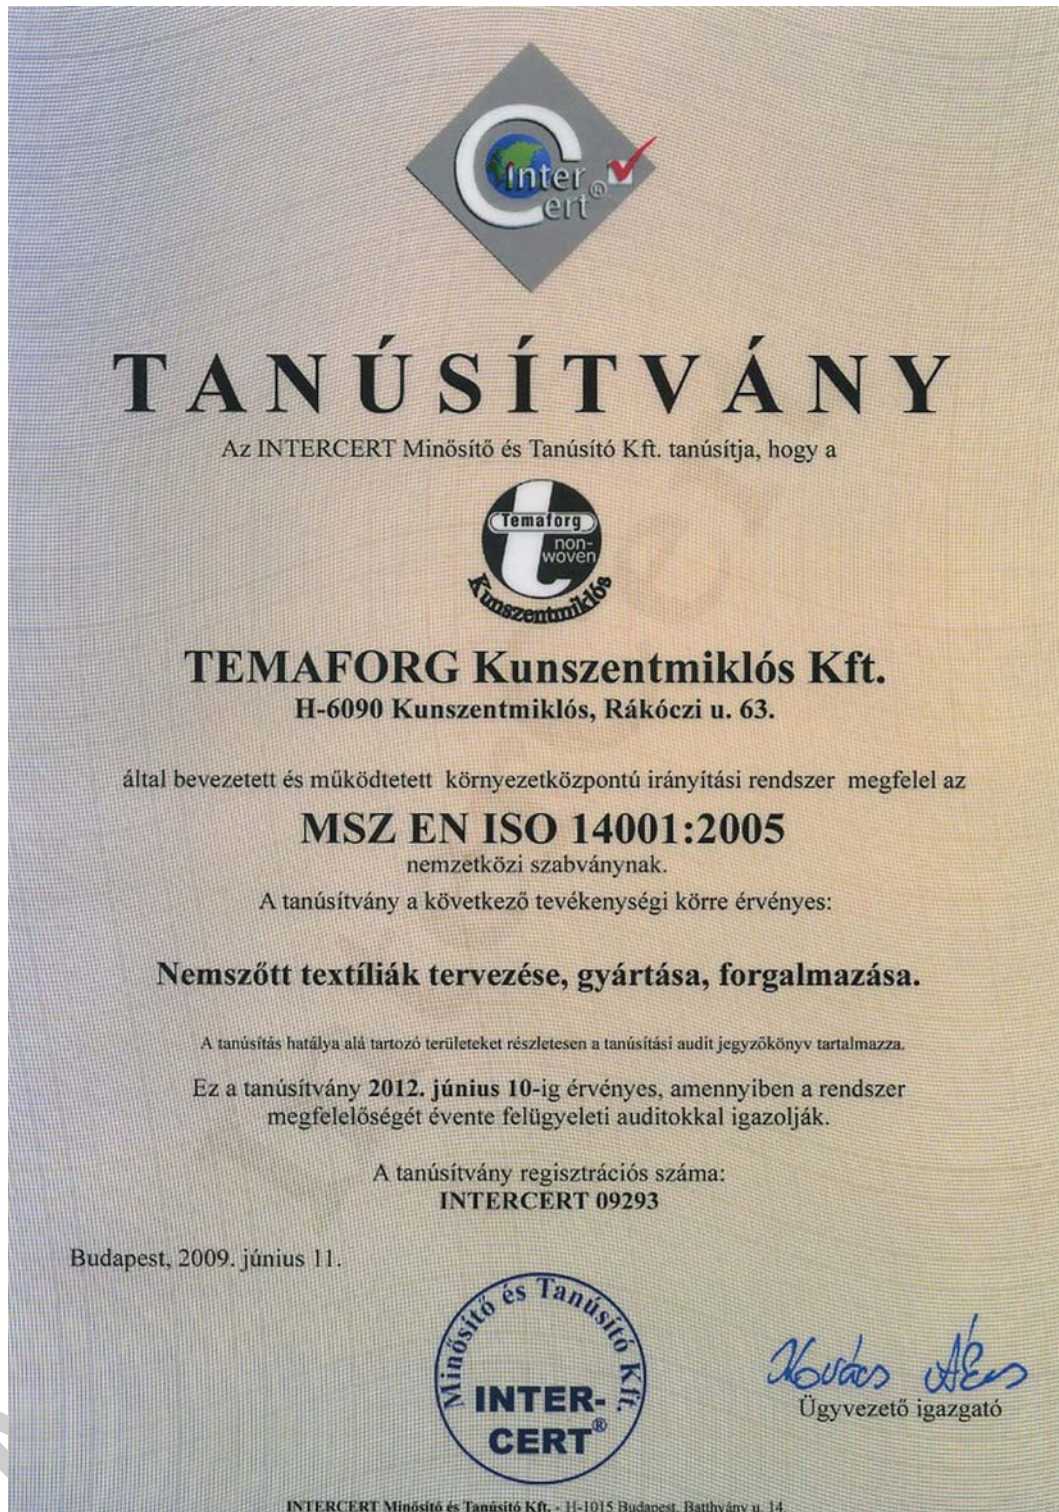 Inter
Cert®
TANÚSÍTVÁNY
Az INTERCERT Minősítő és Tanúsító Kft. tanúsítja, hogy a
Temaforg
non-
woven
Kunszentmiklós
TEMAFORG Kunszentmiklós Kft.
H-6090 Kunszentmiklós, Rákóczi u. 63.
által bevezetett és működtetett környezetközpontú irányítási rendszer megfelel az
MSZ EN ISO 14001:2005
nemzetközi szabványnak.
A tanúsítvány a következő tevékenységi körre érvényes:
Nemszőtt textíliák tervezése, gyártása, forgalmazása.
A tanúsítás hatálya alá tartozó területeket részletesen a tanúsítási audit jegyzőkönyv tartalmazza.
Ez a tanúsítvány 2012. június 10-ig érvényes, amennyiben a rendszer
megfelelőségét évente felügyeleti auditokkal igazolják.
A tanúsítvány regisztrációs száma:
INTERCERT 09293
Budapest, 2009. június 11.
Minősítő és Tanúsító Kft.
INTER-
CERT®
Kovács
Ügyvezető igazgató
INTERCERT Minősítő és Tanúsító Kft. - H-1015 Budapest, Batthyány u. 14.